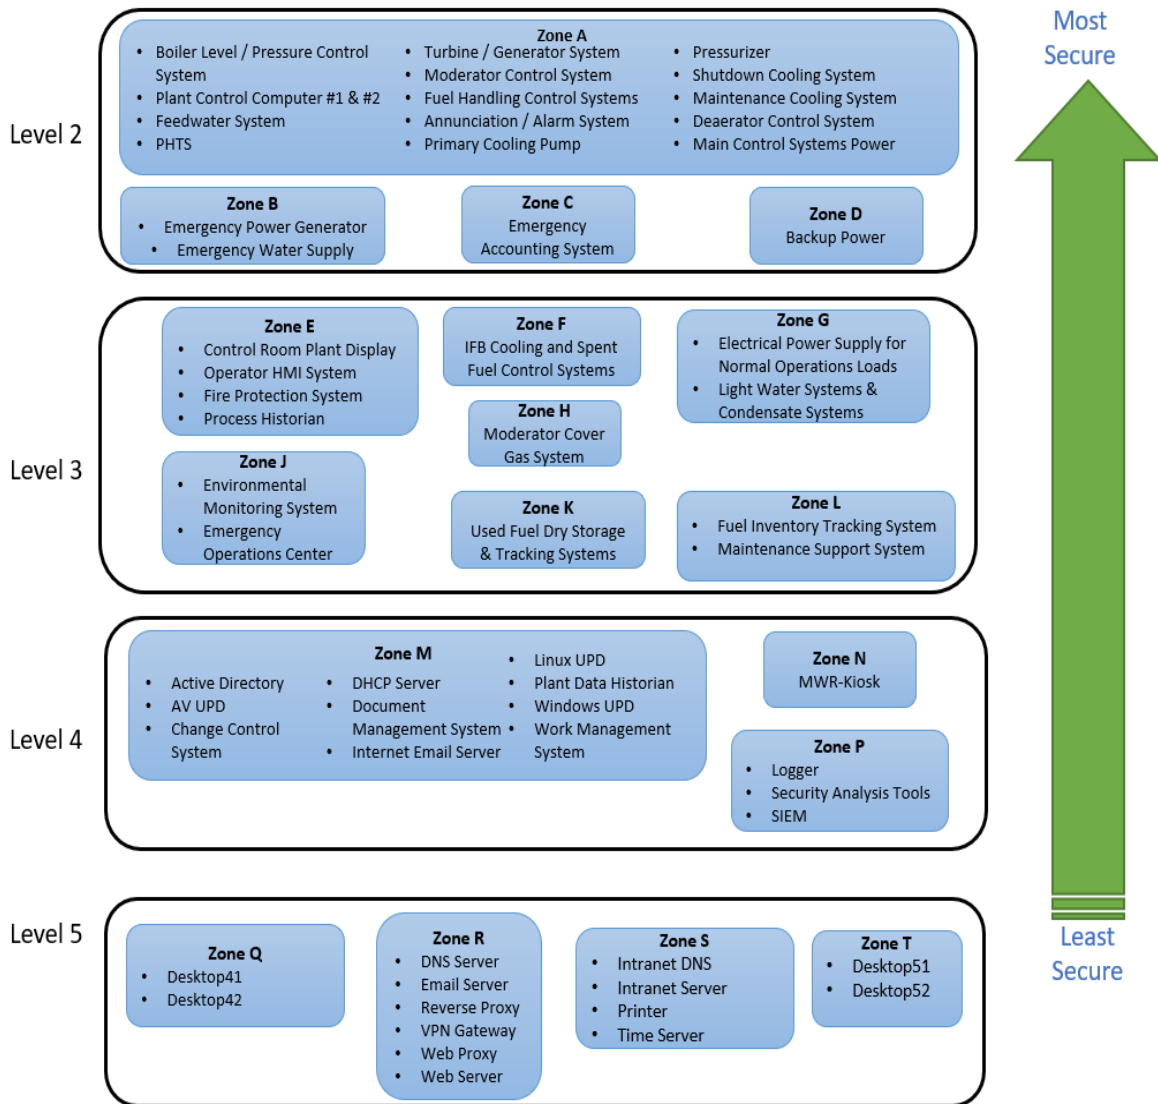 Most
Secure
Level 2
Zone A
• Boiler Level / Pressure Control
System
• Plant Control Computer #1 & #2
• Feedwater System
• PHTS
• Turbine / Generator System
• Moderator Control System
• Fuel Handling Control Systems
• Annunciation / Alarm System
• Primary Cooling Pump
• Pressurizer
• Shutdown Cooling System
• Maintenance Cooling System
• Deaerator Control System
• Main Control Systems Power
Zone B
• Emergency Power Generator
• Emergency Water Supply
Zone C
Emergency
Accounting System
Zone D
Backup Power
Level 3
Zone E
• Control Room Plant Display
• Operator HMI System
• Fire Protection System
• Process Historian
Zone F
IFB Cooling and Spent
Fuel Control Systems
Zone G
• Electrical Power Supply for
Normal Operations Loads
• Light Water Systems &
Condensate Systems
Zone H
Moderator Cover
Gas System
Zone J
• Environmental
Monitoring System
• Emergency
Operations Center
Zone K
Used Fuel Dry Storage
& Tracking Systems
Zone L
• Fuel Inventory Tracking System
• Maintenance Support System
Level 4
Zone M
• Active Directory
• AV UPD
• Change Control
System
• DHCP Server
• Document
Management System
• Internet Email Server
• Linux UPD
• Plant Data Historian
• Windows UPD
• Work Management
System
Zone N
MWR-Kiosk
Zone P
• Logger
• Security Analysis Tools
• SIEM
Level 5
Zone Q
• Desktop41
• Desktop42
Zone R
• DNS Server
• Email Server
• Reverse Proxy
• VPN Gateway
• Web Proxy
• Web Server
Zone S
• Intranet DNS
• Intranet Server
• Printer
• Time Server
Zone T
• Desktop51
• Desktop52
Least
Secure